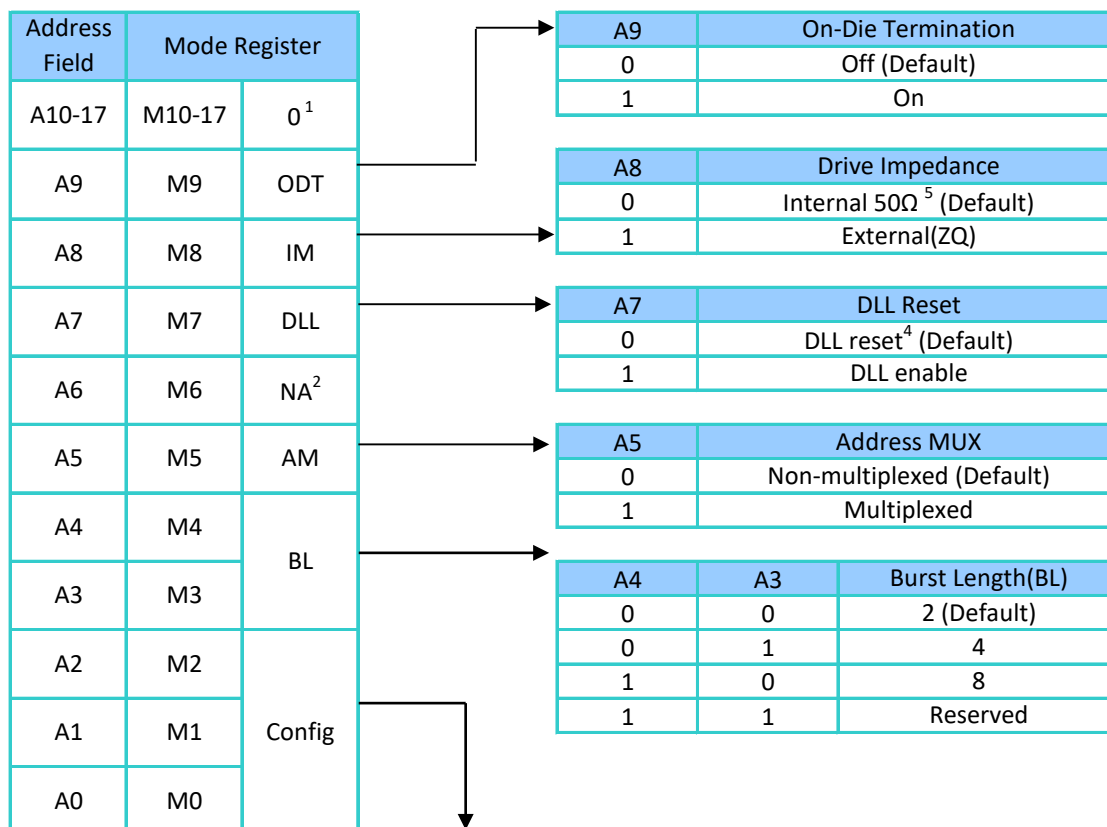 Address Field Mode Register
A10-17 M10-17 0¹
A9 M9 ODT
A8 M8 IM
A7 M7 DLL
A6 M6 NA²
A5 M5 AM
A4 M4 BL
A3 M3
A2 M2 Config
A1 M1
A0 M0
A9 On-Die Termination
0 Off (Default)
1 On
A8 Drive Impedance
0 Internal 50Ω ⁵ (Default)
1 External(ZQ)
A7 DLL Reset
0 DLL reset⁴ (Default)
1 DLL enable
A5 Address MUX
0 Non-multiplexed (Default)
1 Multiplexed
A4 A3 Burst Length(BL)
0 0 2 (Default)
0 1 4
1 0 8
1 1 Reserved